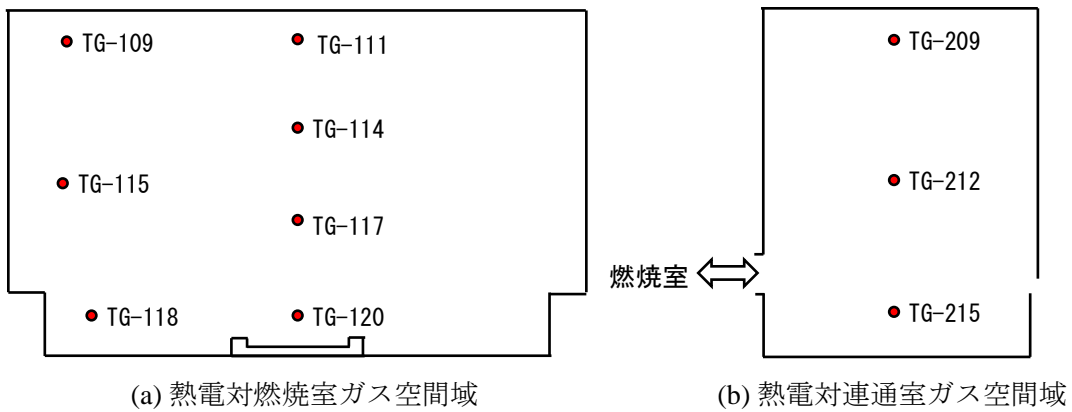 TG-109
TG-111
TG-114
TG-115
TG-117
TG-118
TG-120
(a) 熱電対燃焼室ガス空間域
TG-209
TG-212
燃焼室
TG-215
(b) 熱電対連通室ガス空間域